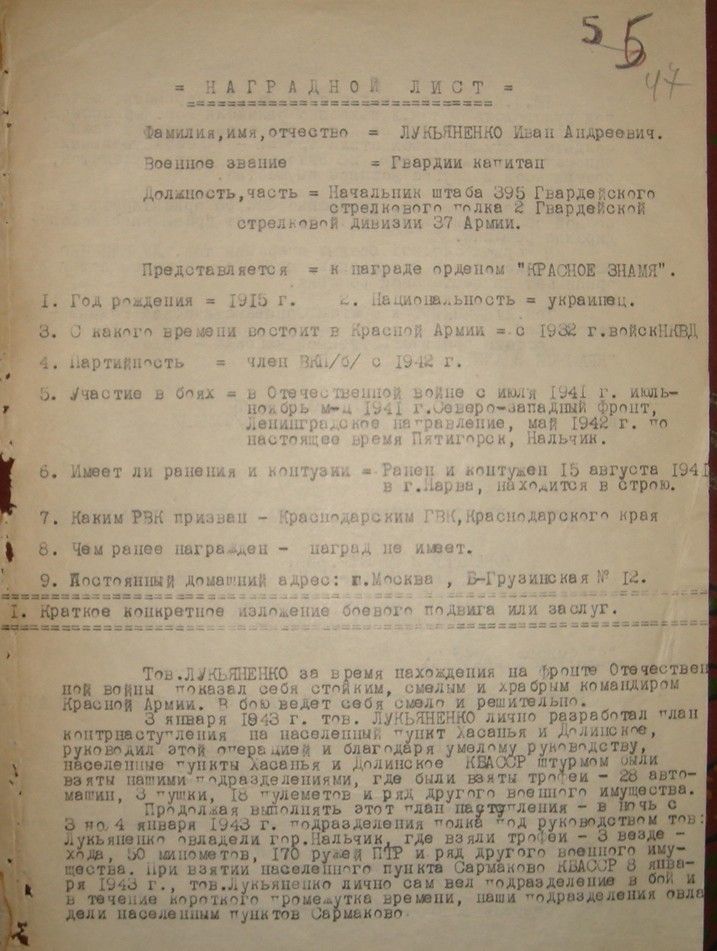 5 5
47
= НАГРАДНОЙ ЛИСТ =
Фамилия,имя,отчество = ЛУКЬЯНЕНКО Иван Андреевич.
Военное звание = Гвардии капитан
Должность,часть = Начальник штаба 395 Гвардейского
стрелкового полка 2 Гвардейской
стрелковой дивизии 37 Армии.
Представляется = к награде орденом "КРАСНОЕ ЗНАМЯ".
1. Год рождения = 1915 г. 2. Национальность = украинец.
3. С какого времени востоит в Красной Армии = с 1932 г.войскНКВД
4. Партийность = член ВКП/б/ с 1942 г.
5. Участие в боях = в Отечественной войне с июля 1941 г. июль-
ноябрь м-ц 1941 г.Северо-западный фронт,
Ленинградское направление, май 1942 г. по
настоящее время Пятигорск, Нальчик.
6. Имеет ли ранения и контузии = Ранен и контужен 15 августа 1941
в г.Нарва, находится в строю.
7. Каким РВК призван - Краснодарским ГВК,Краснодарского края
8. Чем ранее награжден - наград не имеет.
9. Постоянный домашний адрес: г.Москва , Б-Грузинская № 12.
1. Краткое конкретное изложение боевого подвига или заслуг.
Тов.ЛУКЬЯНЕНКО за время нахождения на Фронте Отечествен
ной войны показал себя стойким, смелым и храбрым командиром
Красной Армии. В бою ведет себя смело и решительно.
3 января 1943 г. тов. ЛУКЬЯНЕНКО лично разработал план
контрнаступления на населенный пункт Хасанья и Долинское,
руководил этой операцией и благодаря умелому руководству,
населенные пункты Хасанья и Долинское КБАССР штурмом были
взяты нашими подразделениями, где были взяты трофеи - 28 авто-
машин, 3 пушки, 18 пулеметов и ряд другого военного имущества.
Продолжая выполнять этот план наступления - в ночь с
3 на 4 января 1943 г. подразделения полка под руководством тов:
Лукьяненко овладели гор.Нальчик, где взяли трофеи - 3 везде -
хода, 50 минометов, 170 ружей ПТР и ряд другого военного иму-
щества. При взятии населенного пункта Сармаково КБАССР 8 янва-
ря 1943 г., тов.Лукьяненко лично сам вел подразделение в бой и
в течение короткого промежутка времени, наши подразделения овла
дели населенным пунктов Сармаково.